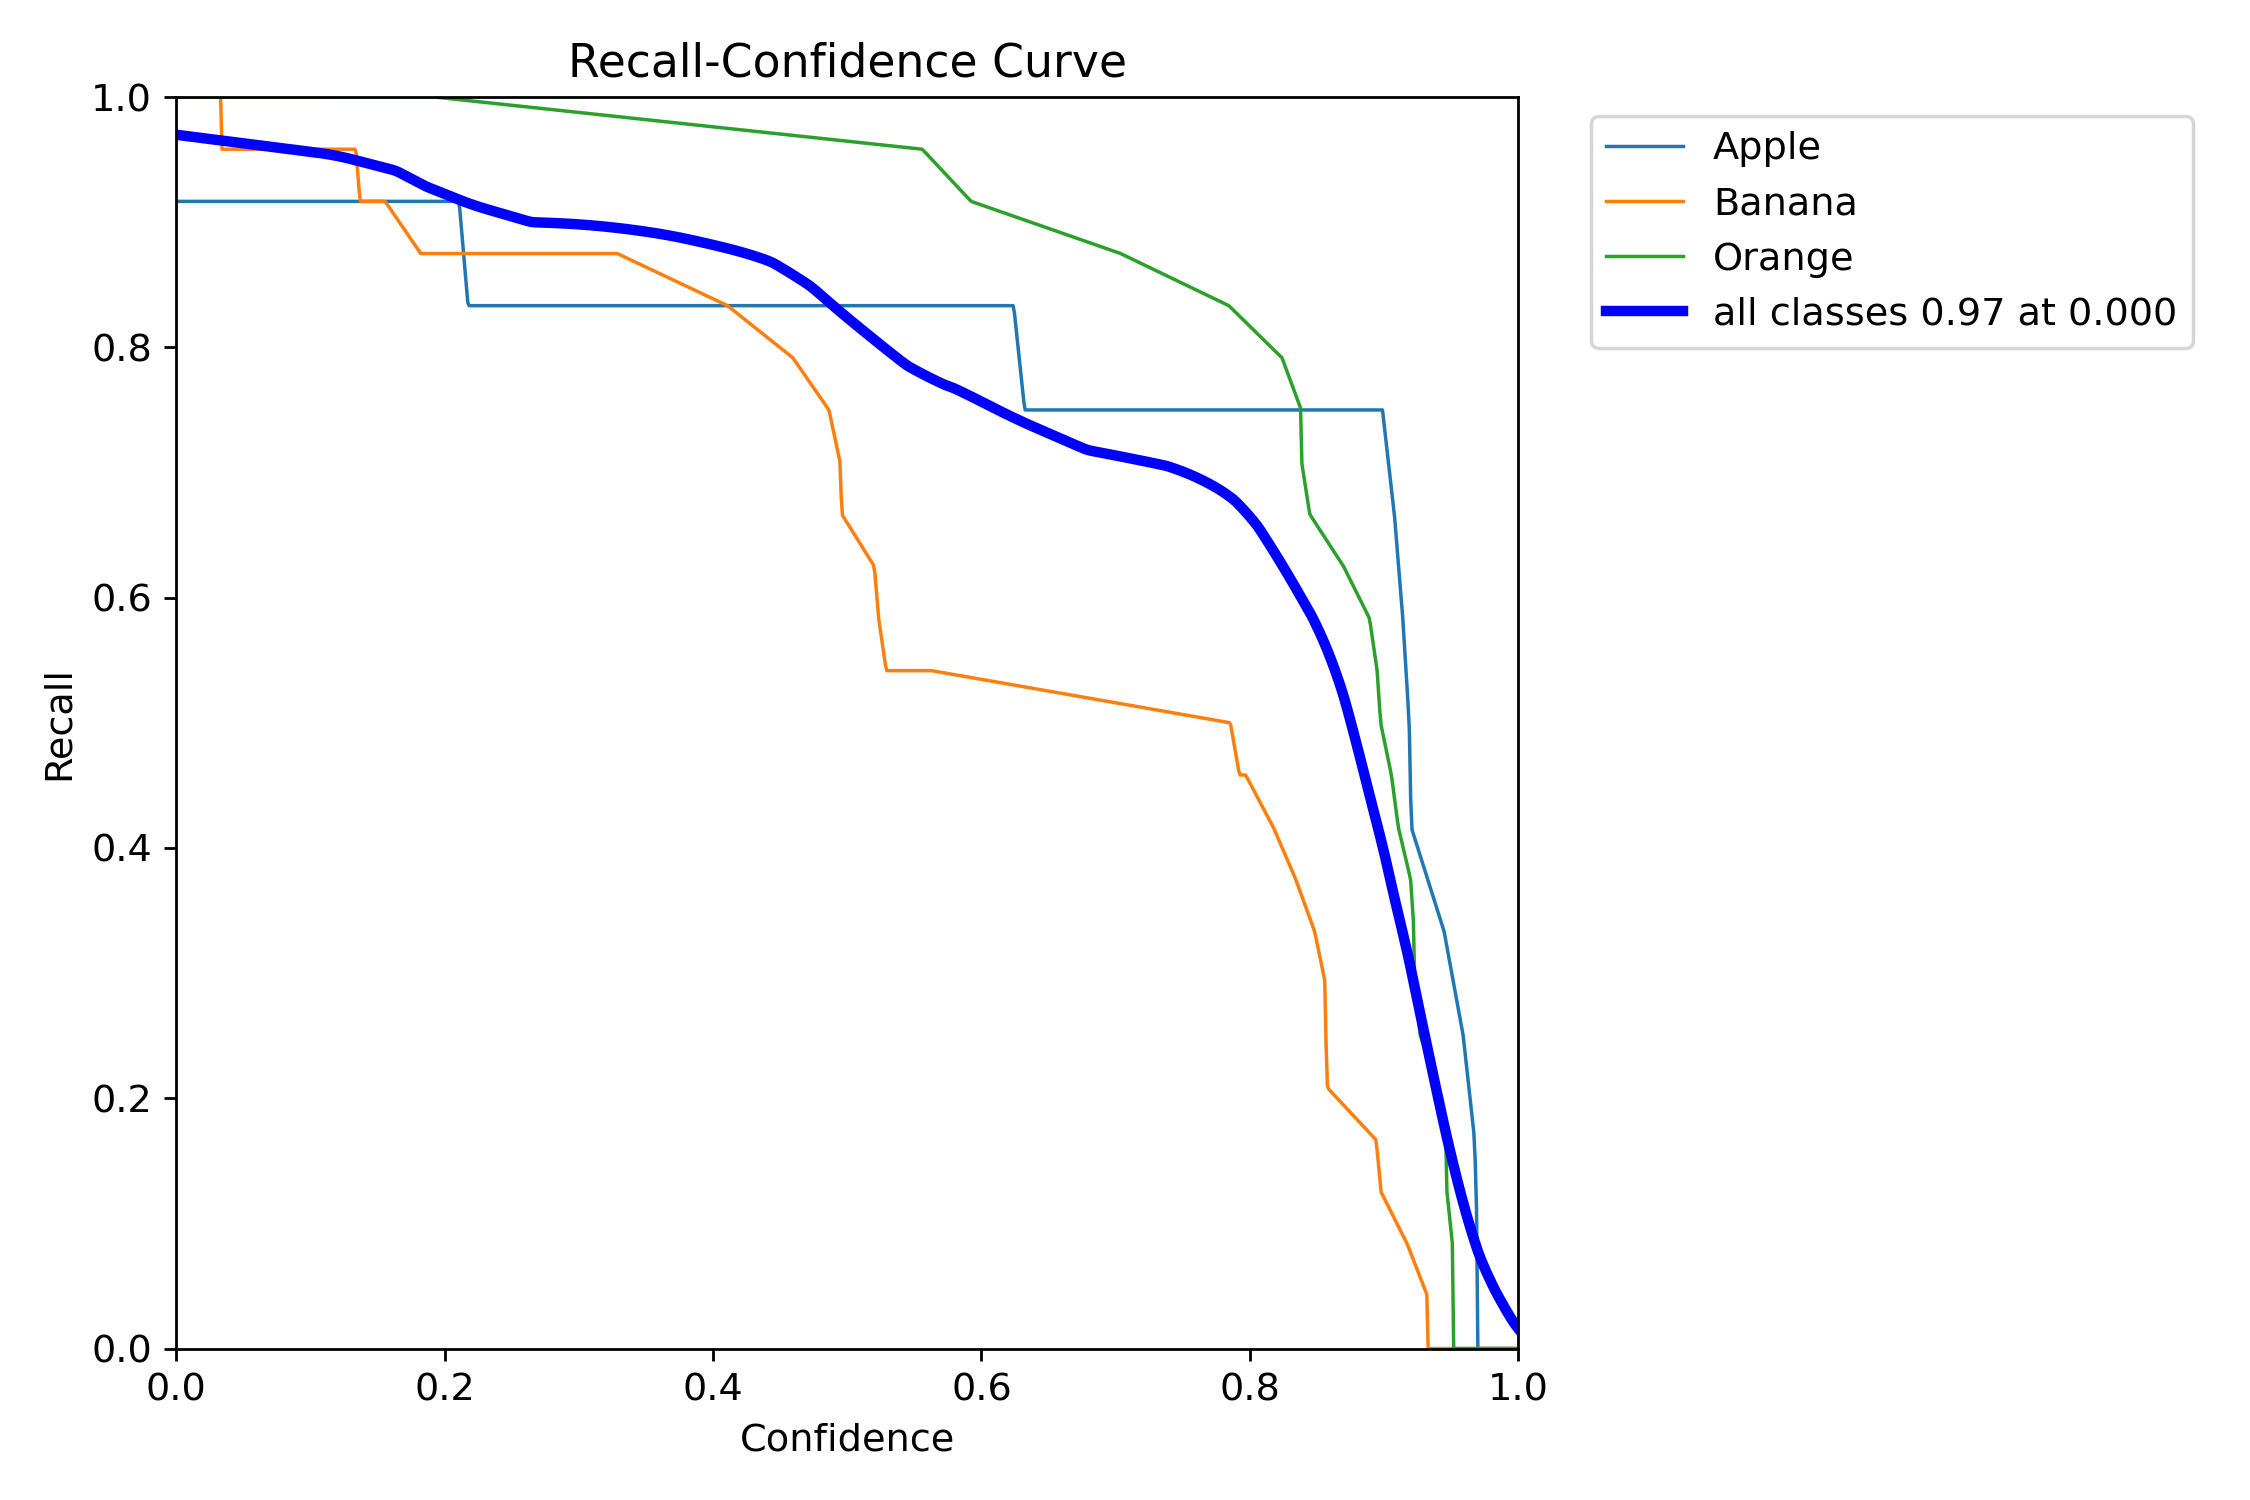 Recall-Confidence Curve
1.0
0.8
0.6
0.4
0.2
0.0
Recall
0.0 0.2 0.4 0.6 0.8 1.0
Confidence
Apple
Banana
Orange
all classes 0.97 at 0.000